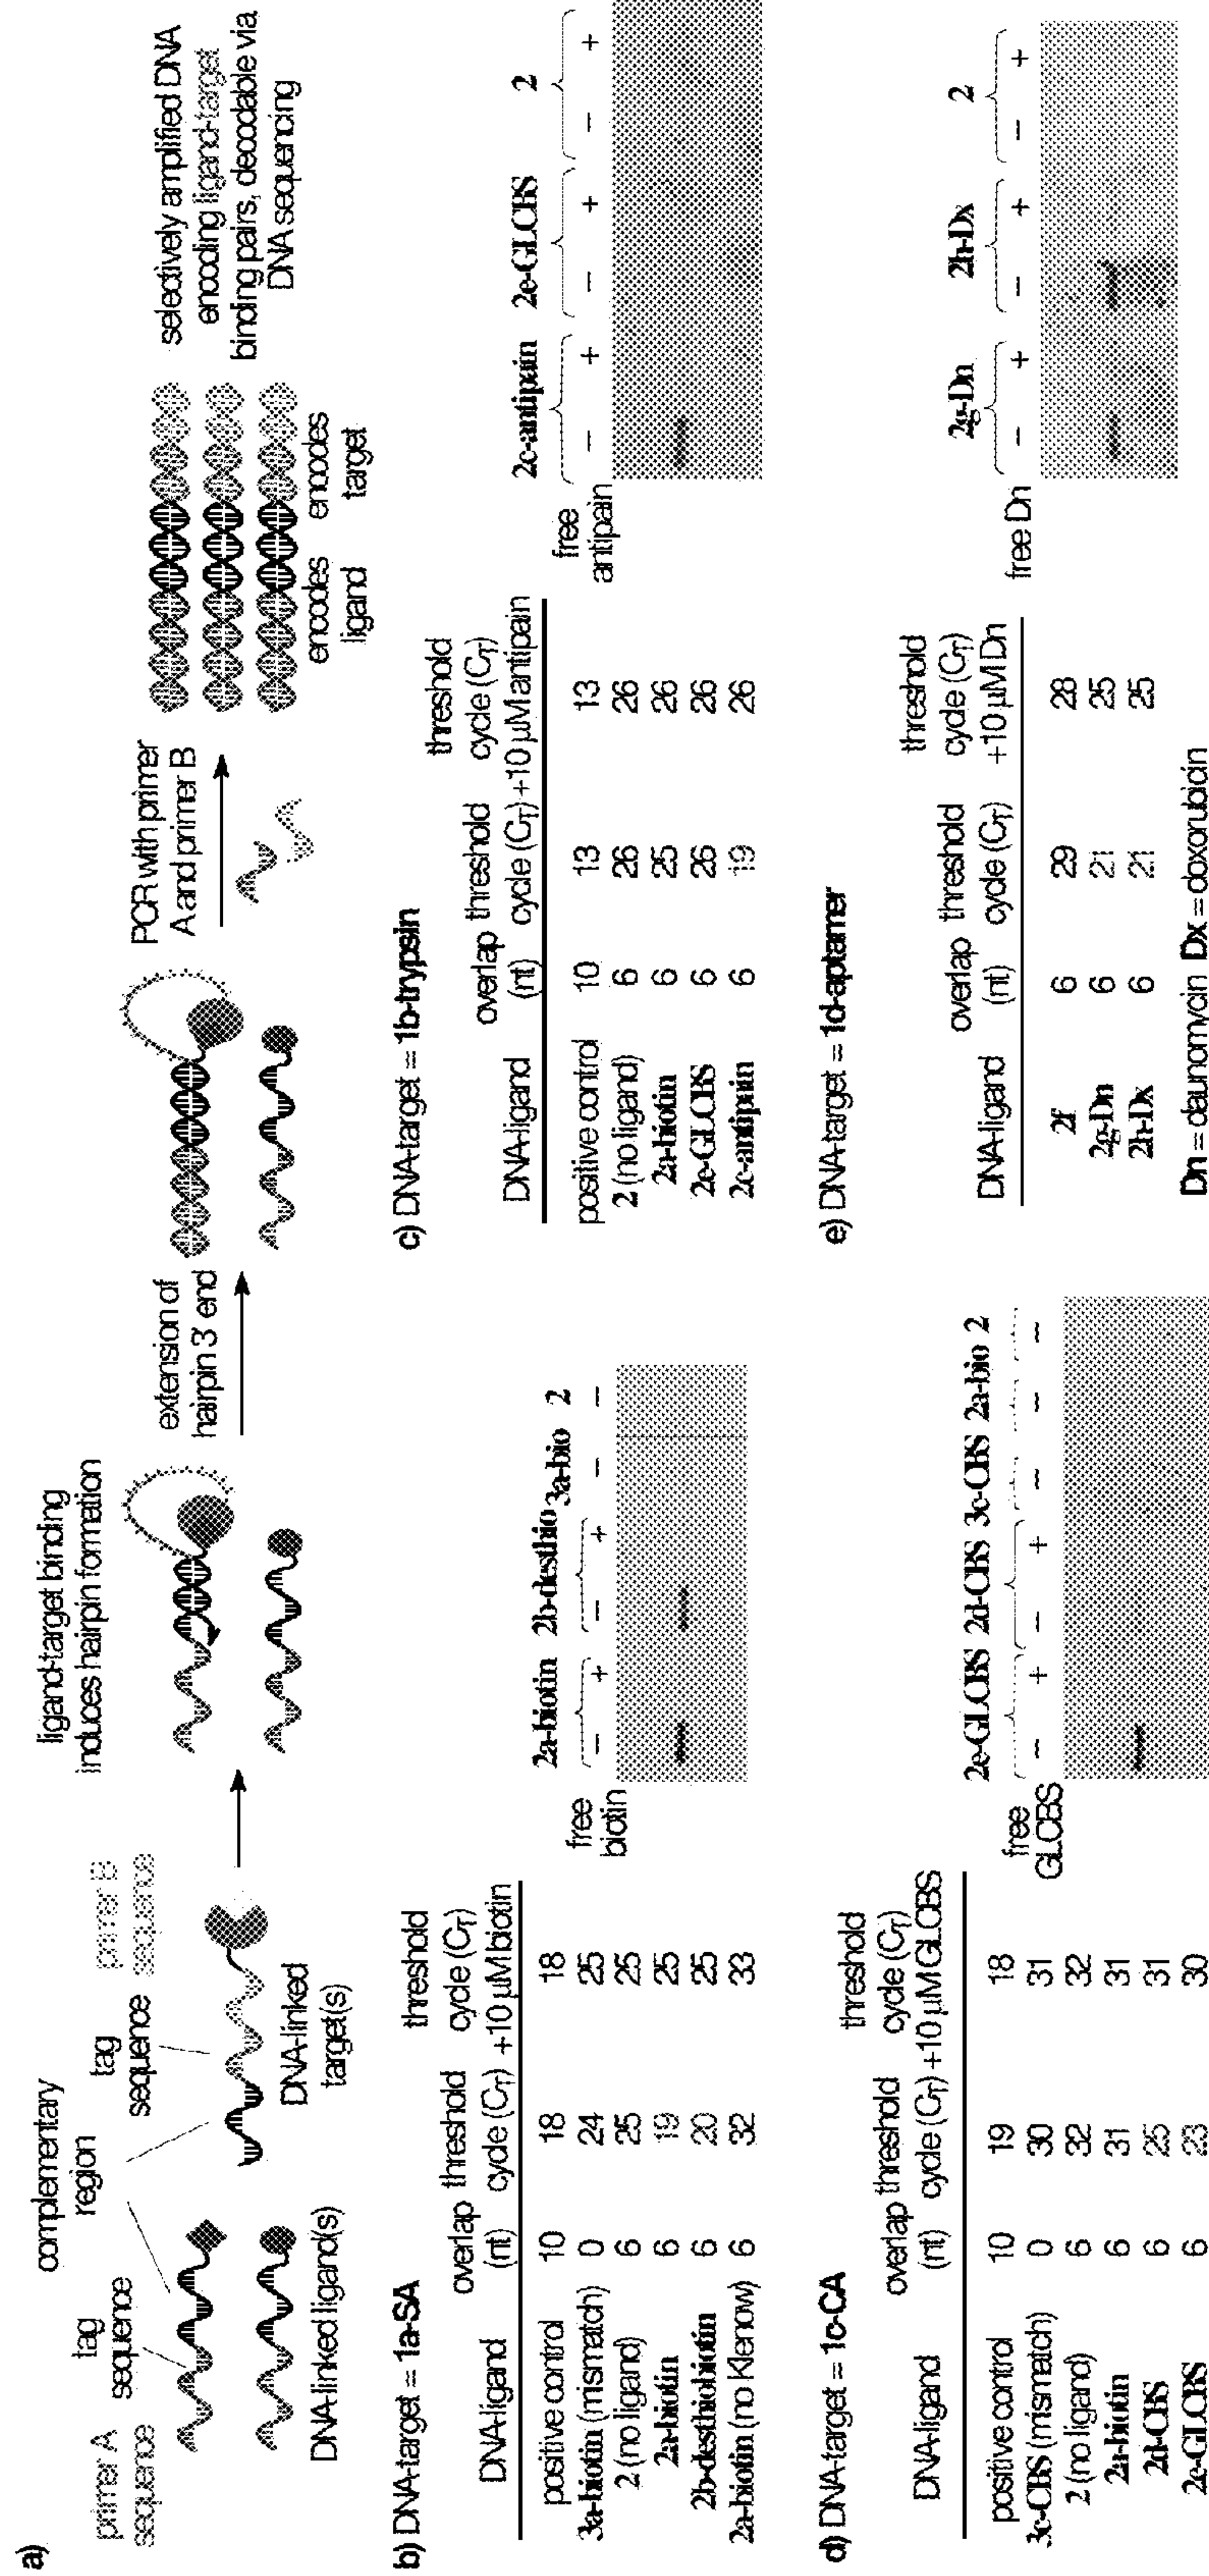 a)
primer A
sequence
tag
sequence
complementary
region
tag
sequence
primer B
sequence
DNA-linked ligand(s)
DNA-linked
target(s)
ligand-target binding
induces hairpin formation
extension of
hairpin 3' end
PCR with primer
A and primer B
encodes
ligand
encodes
target
selectively amplified DNA
encoding ligand-target
binding pairs, decodable via
DNA sequencing
b) DNA-target = 1a-SA
DNA-ligand overlap (nt) threshold cycle (CT) threshold cycle (CT) +10 µM biotin
positive control 10 18 18
3a-biotin (mismatch) 0 24 25
2 (no ligand) 6 25 25
2a-biotin 6 19 25
2b-desthiobiotin 6 20 25
2a-biotin (no Klenow) 6 32 33
2a-biotin 2b-desthio 3a-bio 2
free
biotin
− + − + − −
c) DNA-target = 1b-trypsin
DNA-ligand overlap (nt) threshold cycle (CT) threshold cycle (CT) +10 µM antipain
positive control 10 13 13
2 (no ligand) 6 26 26
2a-biotin 6 25 26
2e-GLCBS 6 26 26
2c-antipain 6 19 26
2c-antipain 2e-GLCBS 2
free
antipain
− + − + − +
d) DNA-target = 1c-CA
DNA-ligand overlap (nt) threshold cycle (CT) threshold cycle (CT) +10 µM GLCBS
positive control 10 19 18
3c-CBS (mismatch) 0 30 31
2 (no ligand) 6 32 32
2a-biotin 6 31 31
2d-CBS 6 25 31
2e-GLCBS 6 23 30
2e-GLCBS 2d-CBS 3c-CBS 2a-bio 2
free
GLCBS
− + − + − − −
e) DNA-target = 1d-aptamer
DNA-ligand overlap (nt) threshold cycle (CT) threshold cycle (CT) +10 µM Dn
2f 6 29 28
2g-Dn 6 21 25
2h-Dx 6 21 25
Dn = daunomycin Dx = doxorubicin
2g-Dn 2h-Dx 2
free Dn
− + − + − +